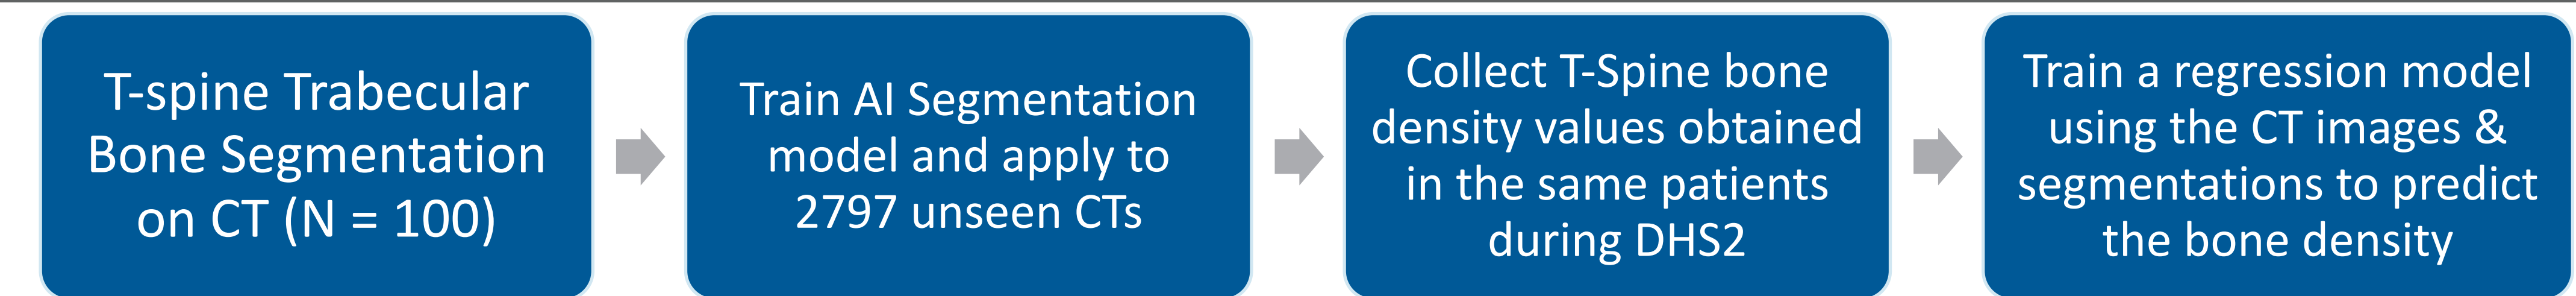 T-spine Trabecular
Bone Segmentation
on CT (N = 100)
Train AI Segmentation
model and apply to
2797 unseen CTs
Collect T-Spine bone
density values obtained
in the same patients
during DHS2
Train a regression model
using the CT images &
segmentations to predict
the bone density